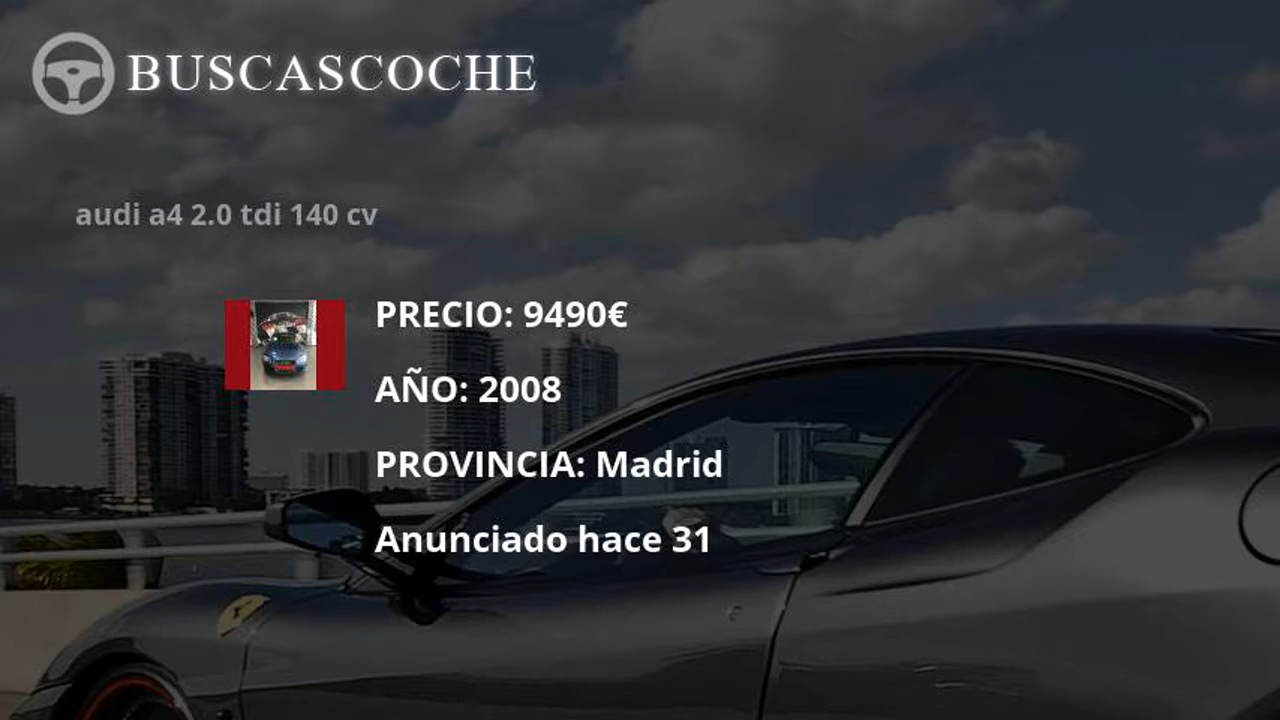 BUSCASCOCHE
audi a4 2.0 tdi 140 cv
PRECIO: 9490€
AÑO: 2008
PROVINCIA: Madrid
Anunciado hace 31